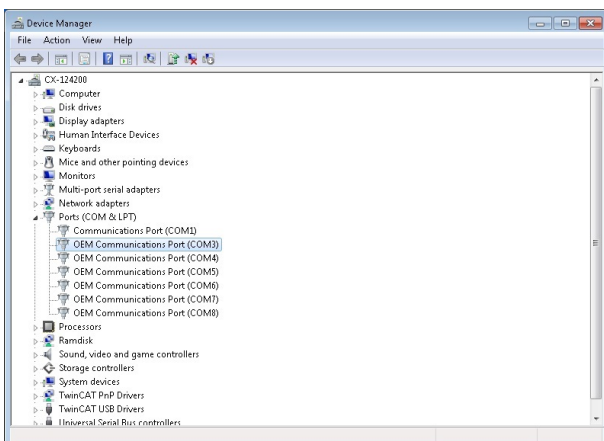 Device Manager
File Action View Help
CX-124200
Computer
Disk drives
Display adapters
Human Interface Devices
Keyboards
Mice and other pointing devices
Monitors
Multi-port serial adapters
Network adapters
Ports (COM & LPT)
Communications Port (COM1)
OEM Communications Port (COM3)
OEM Communications Port (COM4)
OEM Communications Port (COM5)
OEM Communications Port (COM6)
OEM Communications Port (COM7)
OEM Communications Port (COM8)
Processors
Ramdisk
Sound, video and game controllers
Storage controllers
System devices
TwinCAT PnP Drivers
TwinCAT USB Drivers
Universal Serial Bus controllers